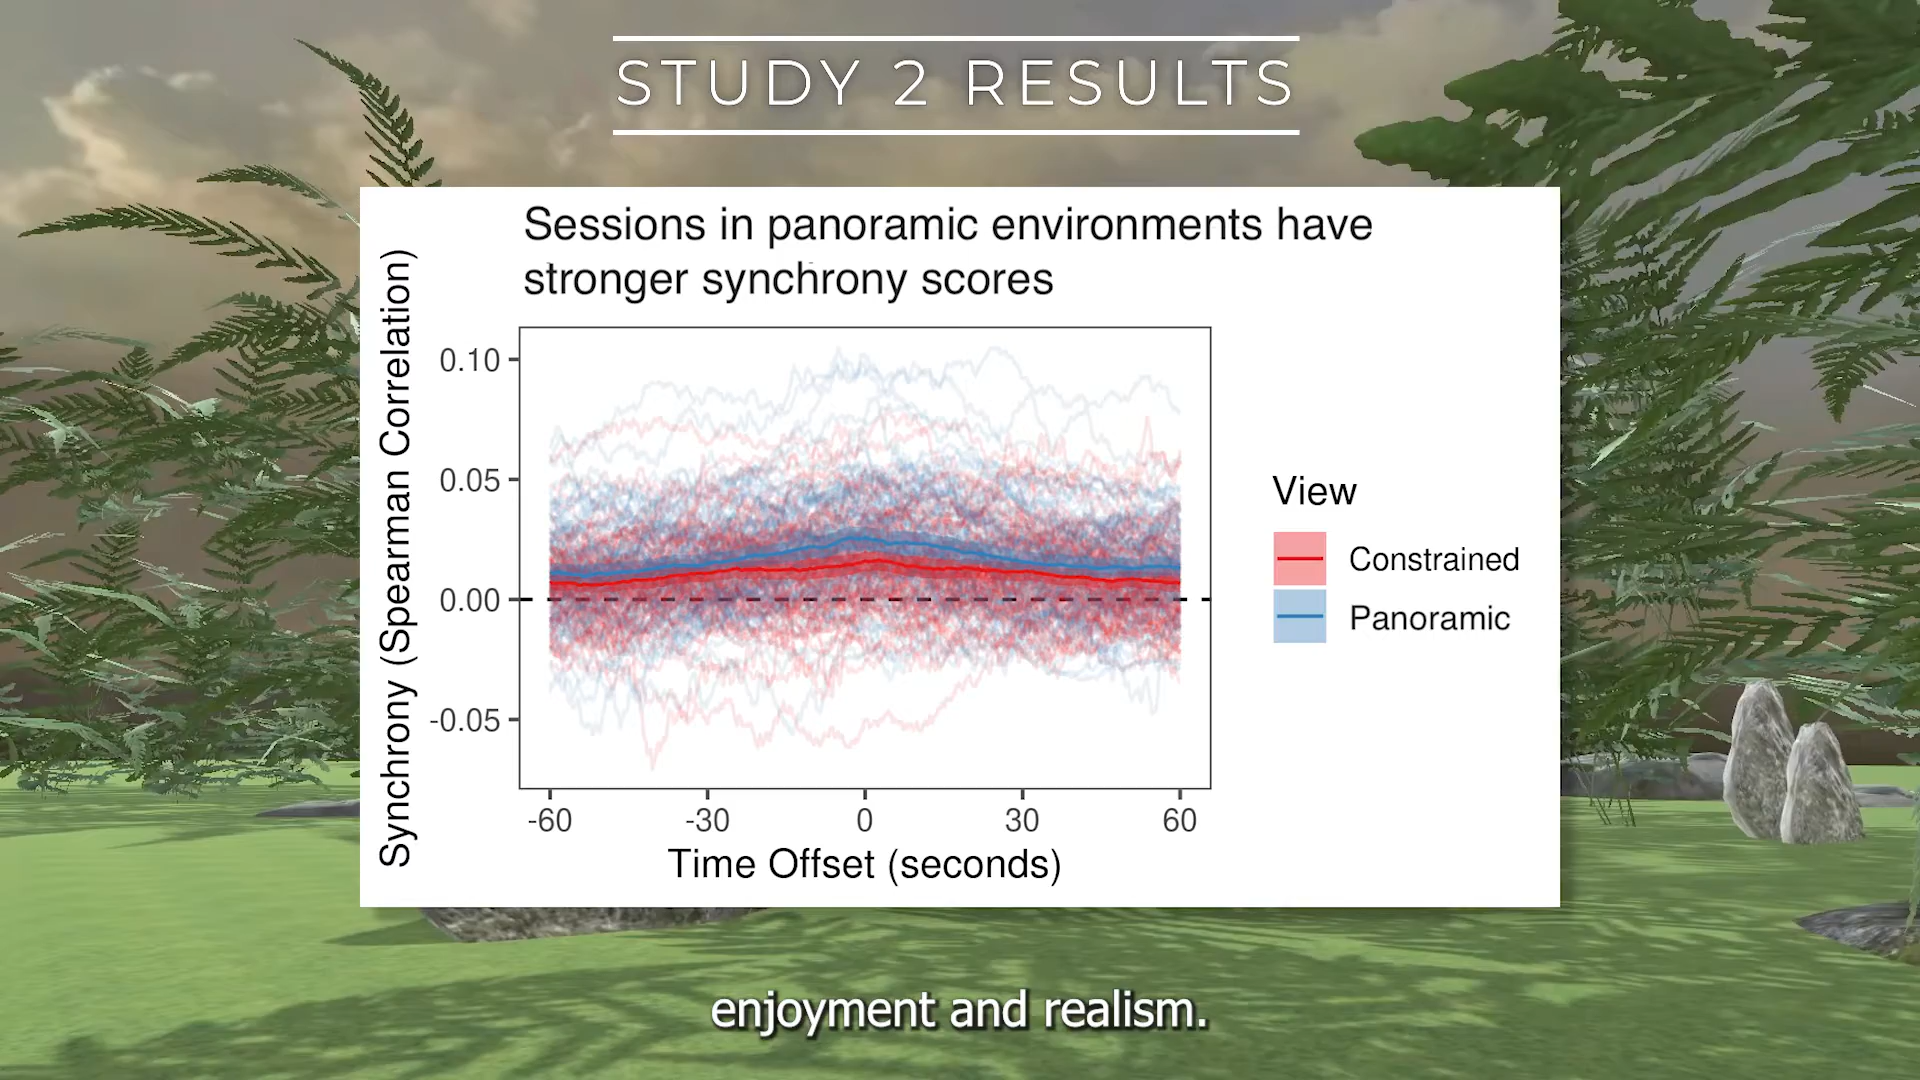 STUDY 2 RESULTS
Sessions in panoramic environments have
stronger synchrony scores
Synchrony (Spearman Correlation)
0.10
0.05
0.00
-0.05
-60
-30
0
30
60
Time Offset (seconds)
View
Constrained
Panoramic
enjoyment and realism.